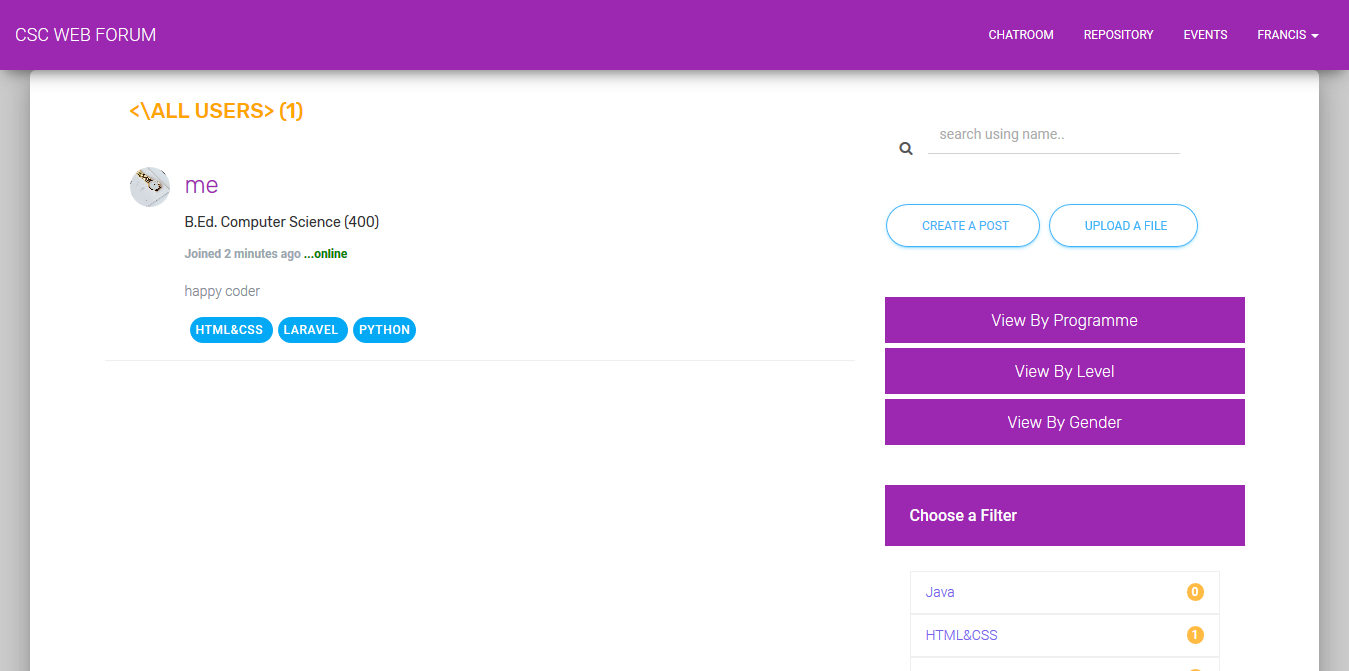 CSC WEB FORUM
CHATROOM REPOSITORY EVENTS FRANCIS
<\ALL USERS> (1)
me
B.Ed. Computer Science (400)
Joined 2 minutes ago ...online
happy coder
HTML&CSS LARAVEL PYTHON
search using name..
CREATE A POST UPLOAD A FILE
View By Programme
View By Level
View By Gender
Choose a Filter
Java 0
HTML&CSS 1